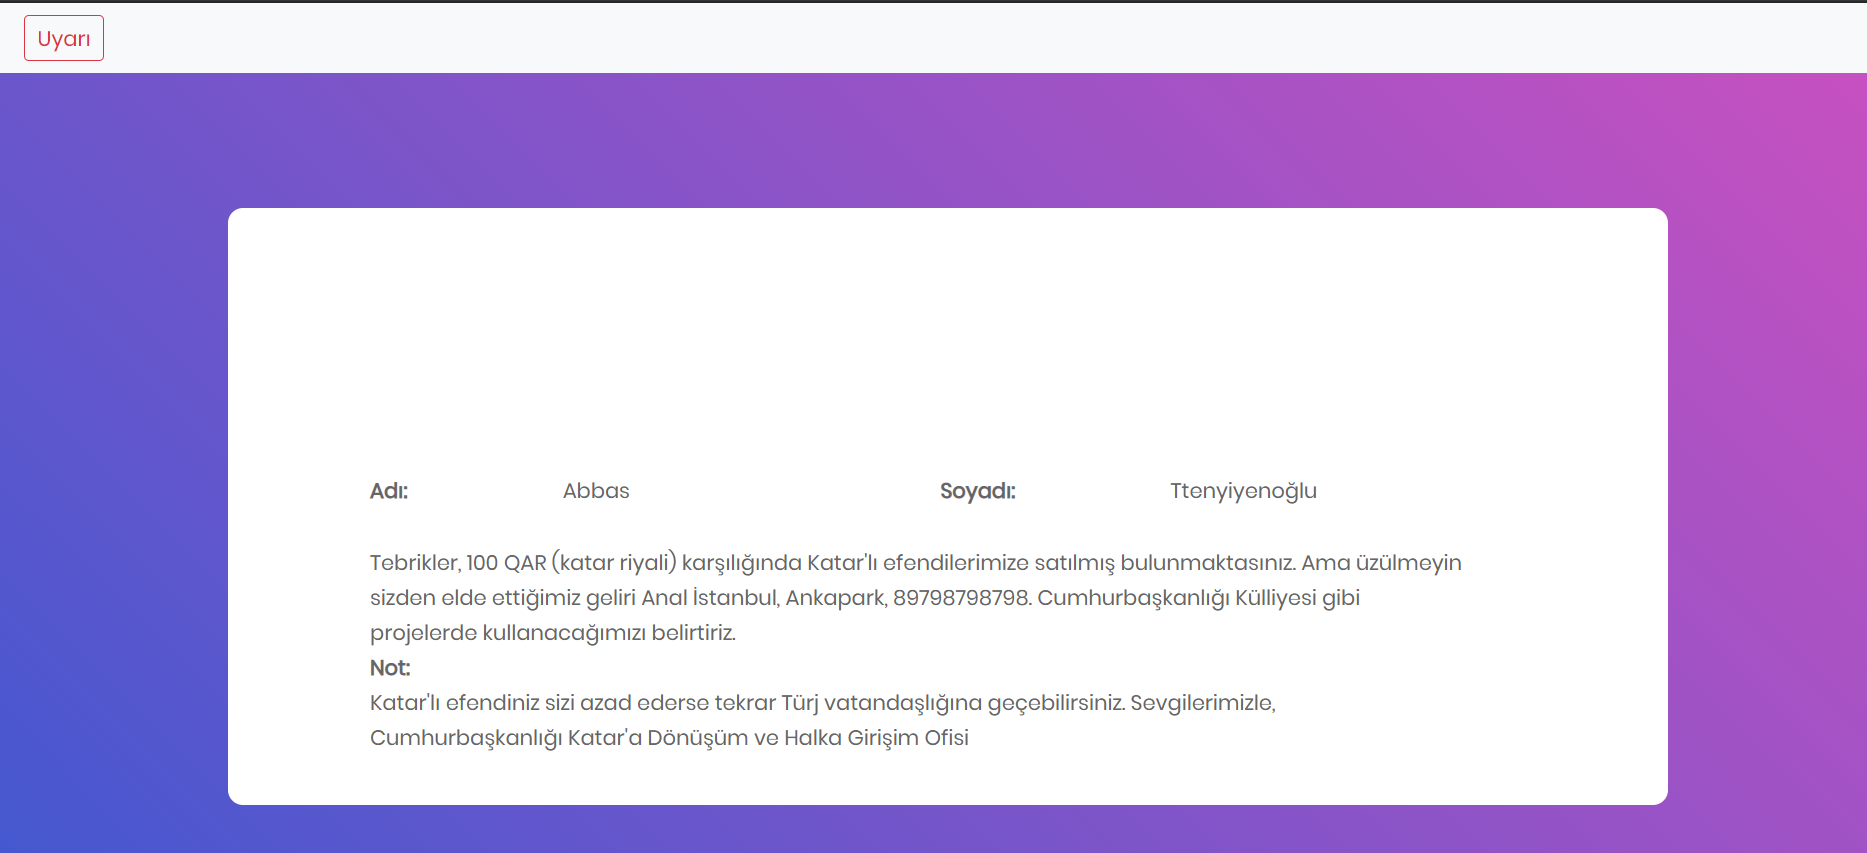 Uyarı
Adı: Abbas Soyadı: Ttenyiyenoğlu
Tebrikler, 100 QAR (katar riyali) karşılığında Katar'lı efendilerimize satılmış bulunmaktasınız. Ama üzülmeyin
sizden elde ettiğimiz geliri Anal İstanbul, Ankapark, 89798798798. Cumhurbaşkanlığı Külliyesi gibi
projelerde kullanacağımızı belirtiriz.
Not:
Katar'lı efendiniz sizi azad ederse tekrar Türj vatandaşlığına geçebilirsiniz. Sevgilerimizle,
Cumhurbaşkanlığı Katar'a Dönüşüm ve Halka Girişim Ofisi